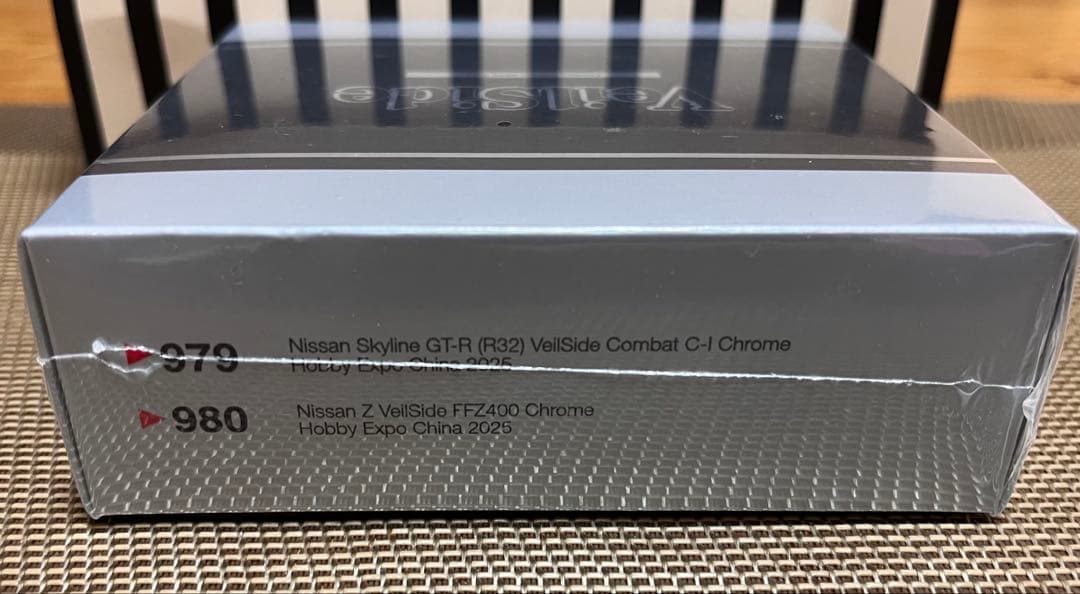 VeilSide
979
Nissan Skyline GT-R (R32) VeilSide Combat C-I Chrome
Hobby Expo China 2025
980
Nissan Z VeilSide FFZ400 Chrome
Hobby Expo China 2025